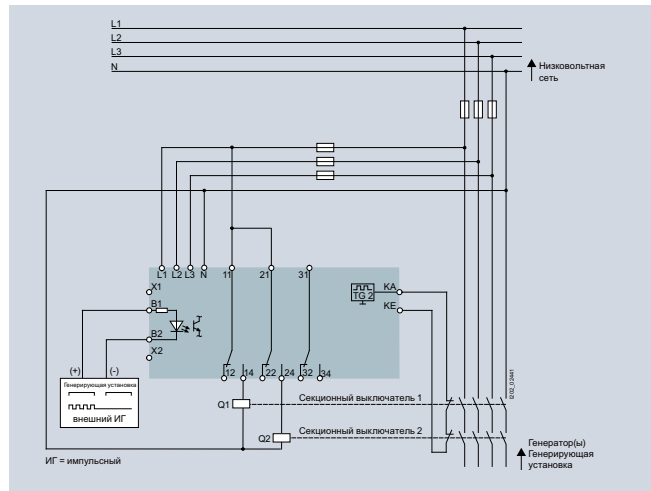 L1
L2
L3
N
Низковольтная
сеть
L1 L2 L3 N 11 21 31
X1
B1
B2
X2
TG 2
KA
KE
12 14 22 24 32 34
(+) (-)
Генерирующая установка
внешний ИГ
Q1
Секционный выключатель 1
Q2
Секционный выключатель 2
I202_02441
Генератор(ы)
Генерирующая
установка
ИГ = импульсный